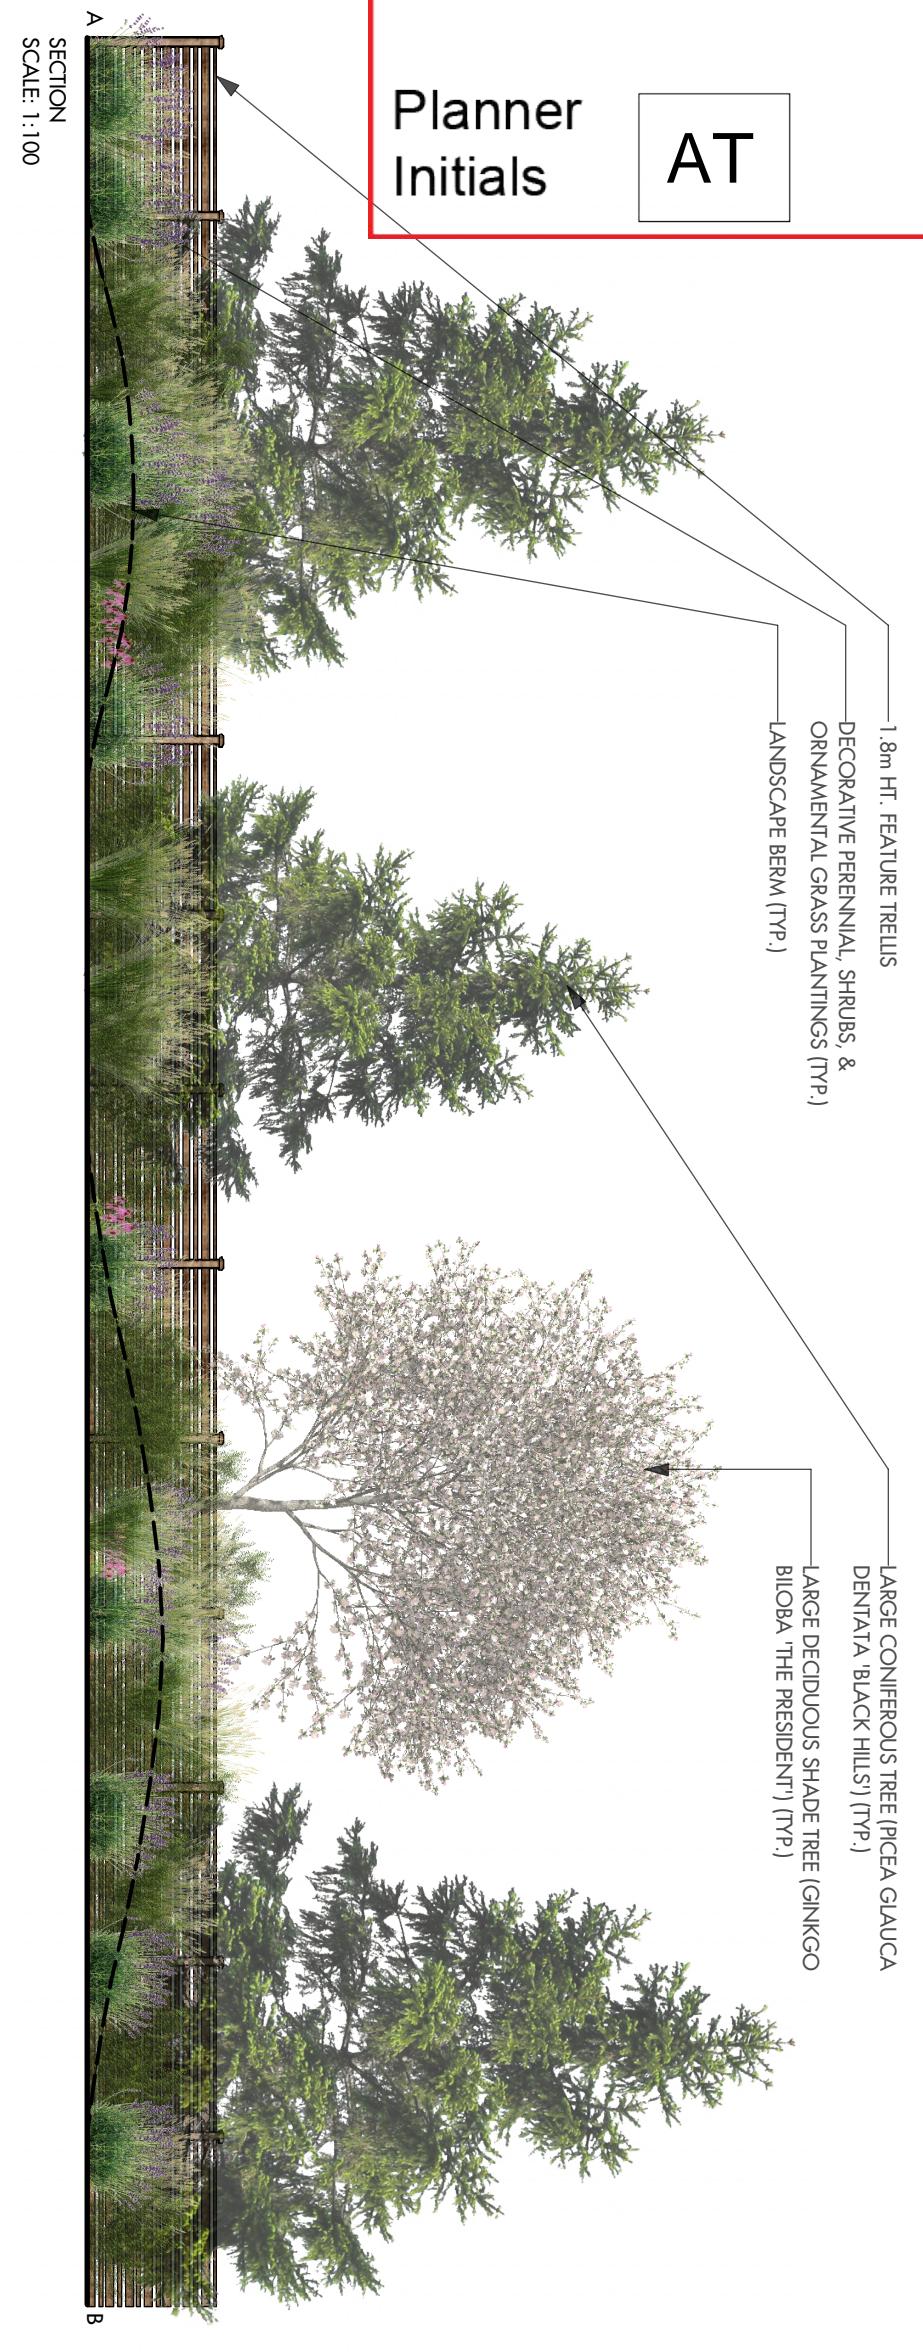 Planner
Initials
AT
A
SECTION
SCALE: 1:100
1.8m HT. FEATURE TRELLIS
DECORATIVE PERENNIAL, SHRUBS, &
ORNAMENTAL GRASS PLANTINGS (TYP.)
LANDSCAPE BERM (TYP.)
LARGE CONIFEROUS TREE (PICEA GLAUCA
DENTATA 'BLACK HILLS') (TYP.)
LARGE DECIDUOUS SHADE TREE (GINKGO
BILOBA 'THE PRESIDENT') (TYP.)
B